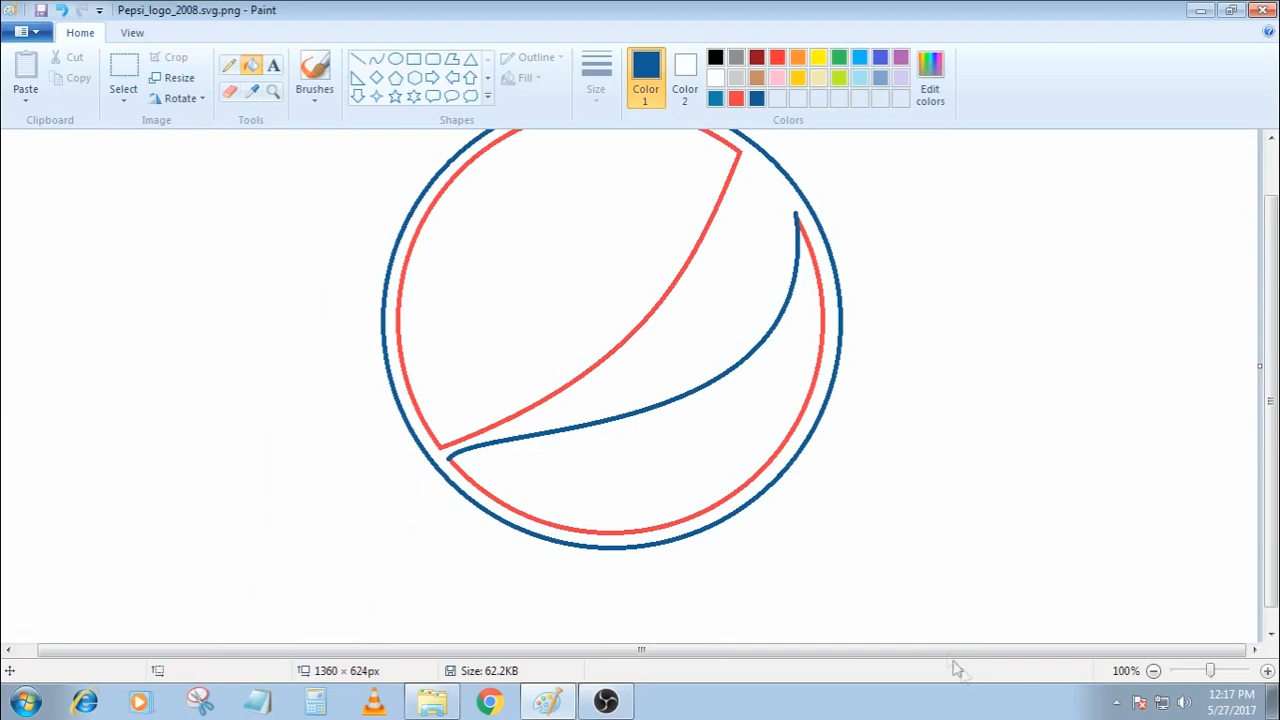 Pepsi_logo_2008.svg.png - Paint
Home View
Paste
Cut
Copy
Clipboard
Select
Crop
Resize
Rotate
Image
A
Tools
Brushes
Outline
Fill
Shapes
Size
Color 1
Color 2
Edit colors
Colors
1360 × 624px
Size: 62.2KB
100%
12:17 PM
5/27/2017